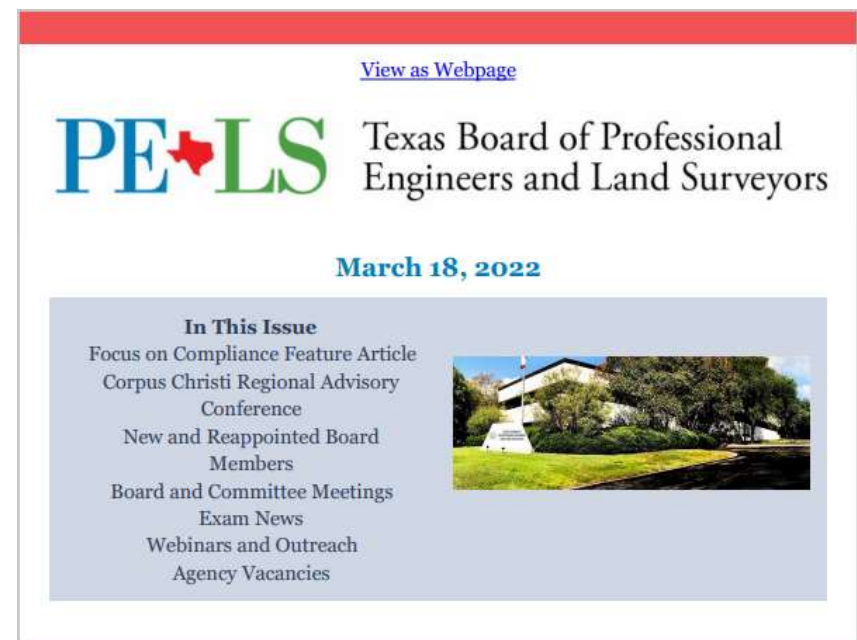 View as Webpage
PE LS
Texas Board of Professional
Engineers and Land Surveyors
March 18, 2022
In This Issue
Focus on Compliance Feature Article
Corpus Christi Regional Advisory
Conference
New and Reappointed Board
Members
Board and Committee Meetings
Exam News
Webinars and Outreach
Agency Vacancies